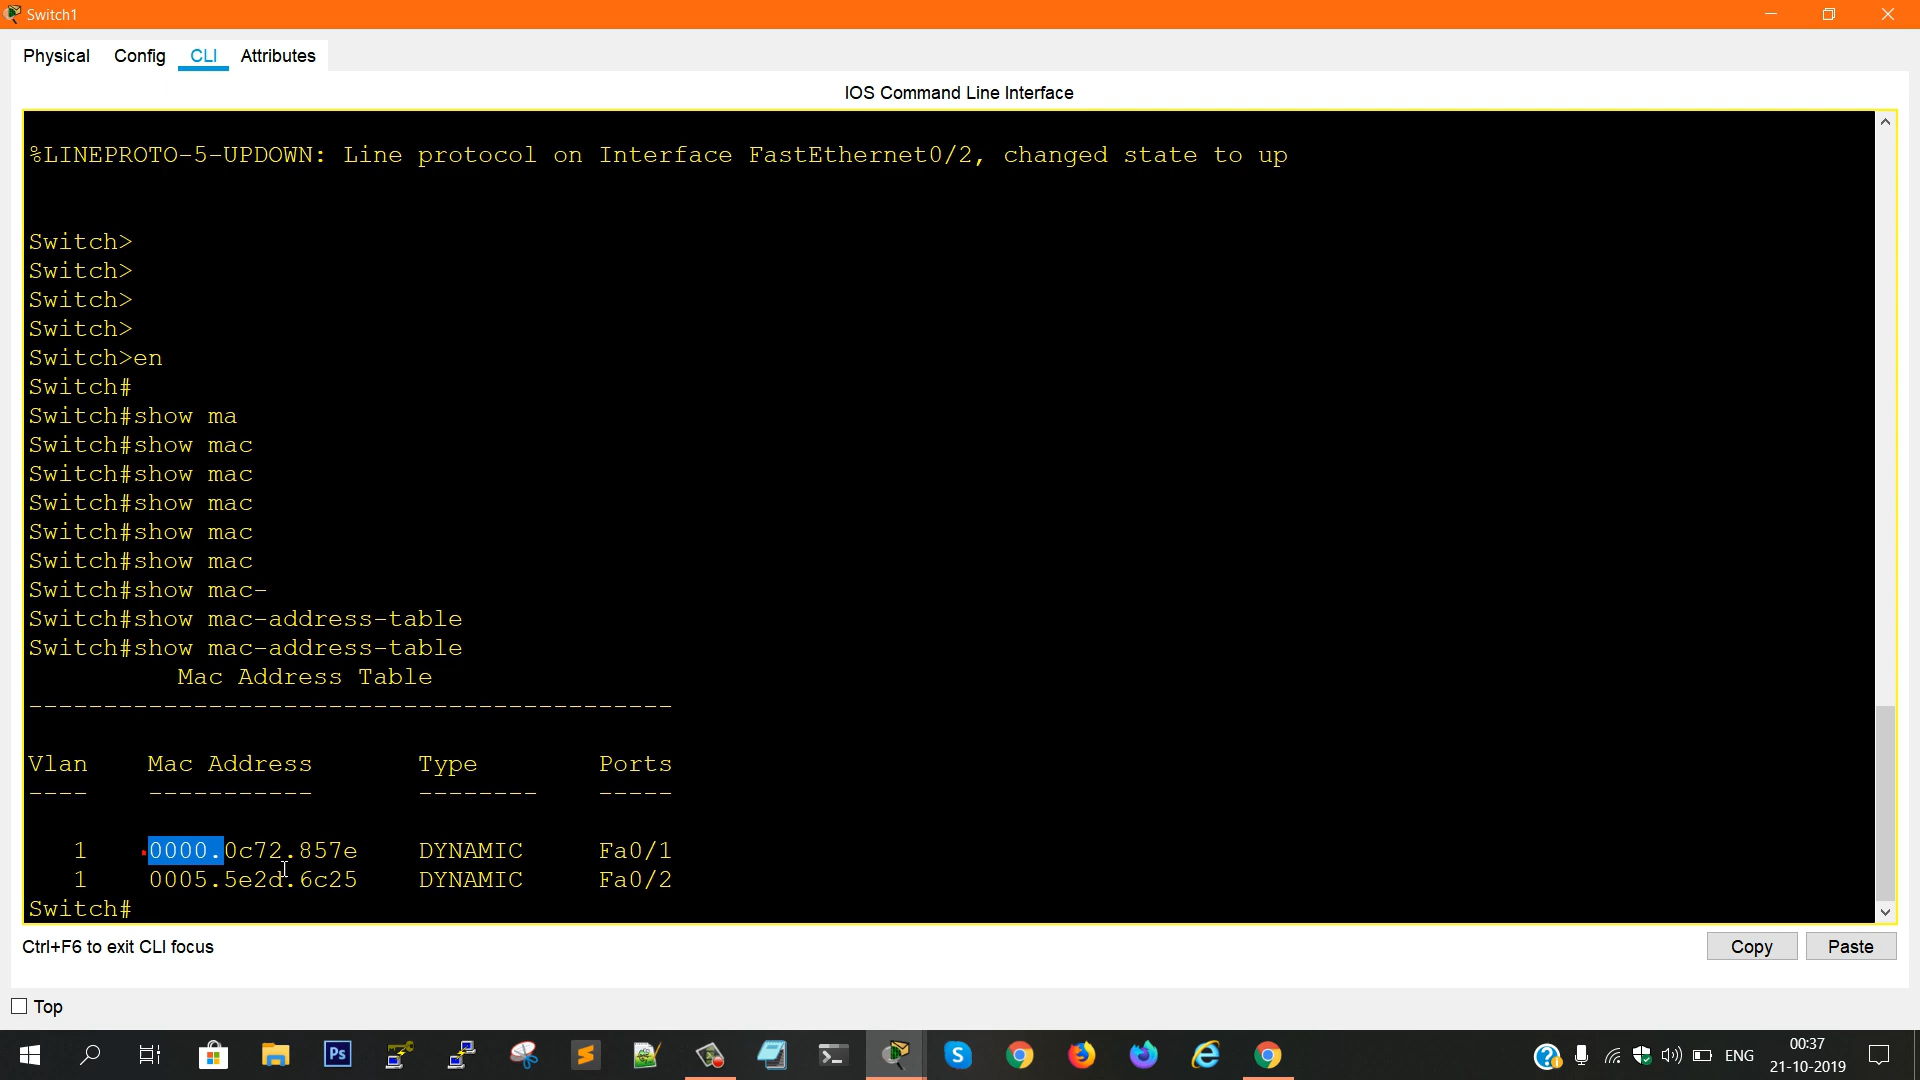 Switch1
Physical Config CLI Attributes
IOS Command Line Interface
%LINEPROTO-5-UPDOWN: Line protocol on Interface FastEthernet0/2, changed state to up
Switch>
Switch>
Switch>
Switch>
Switch>en
Switch#
Switch#show ma
Switch#show mac
Switch#show mac
Switch#show mac
Switch#show mac
Switch#show mac
Switch#show mac-
Switch#show mac-address-table
Switch#show mac-address-table
Mac Address Table
-------------------------------------------
Vlan Mac Address Type Ports
---- ----------- -------- -----
1 0000.0c72.857e DYNAMIC Fa0/1
1 0005.5e2d.6c25 DYNAMIC Fa0/2
Switch#
Ctrl+F6 to exit CLI focus
Copy Paste
Top
Ps
ENG
00:37
21-10-2019